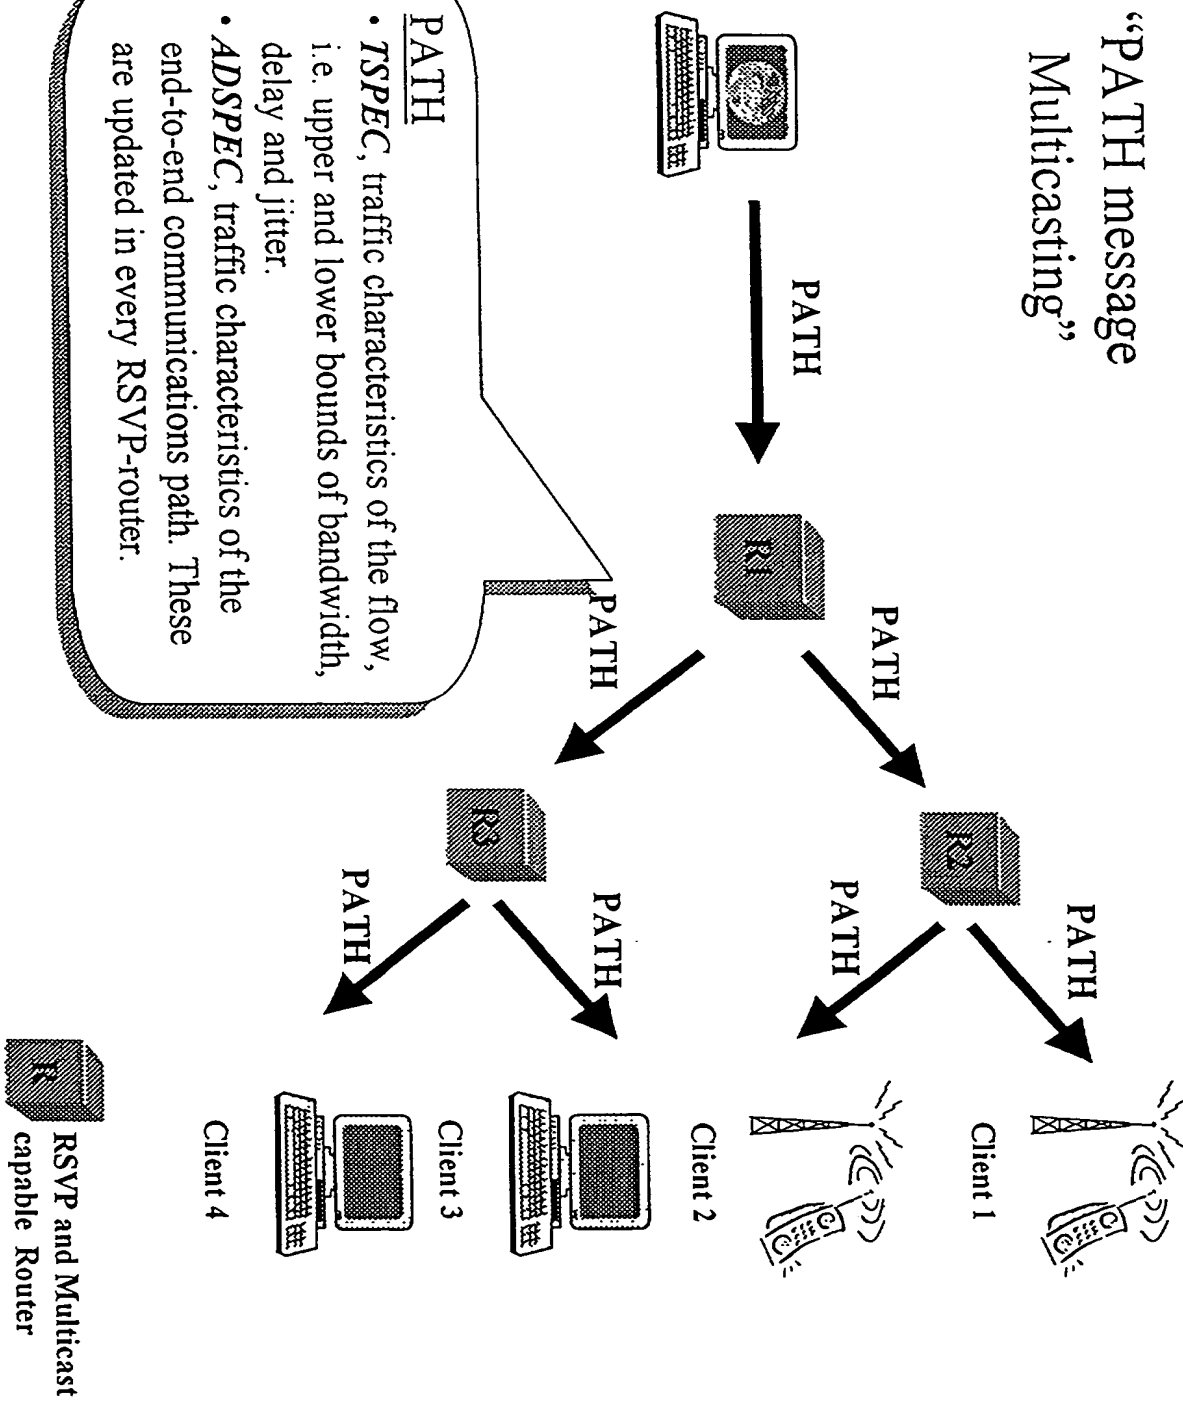 “PATH message
Multicasting”
PATH
R1
PATH
PATH
R2
R3
PATH
PATH
PATH
PATH
Client 1
Client 2
Client 3
Client 4
PATH
• TSPEC, traffic characteristics of the flow,
i.e. upper and lower bounds of bandwidth,
delay and jitter.
• ADSPEC, traffic characteristics of the
end-to-end communications path. These
are updated in every RSVP-router.
R
RSVP and Multicast
capable Router